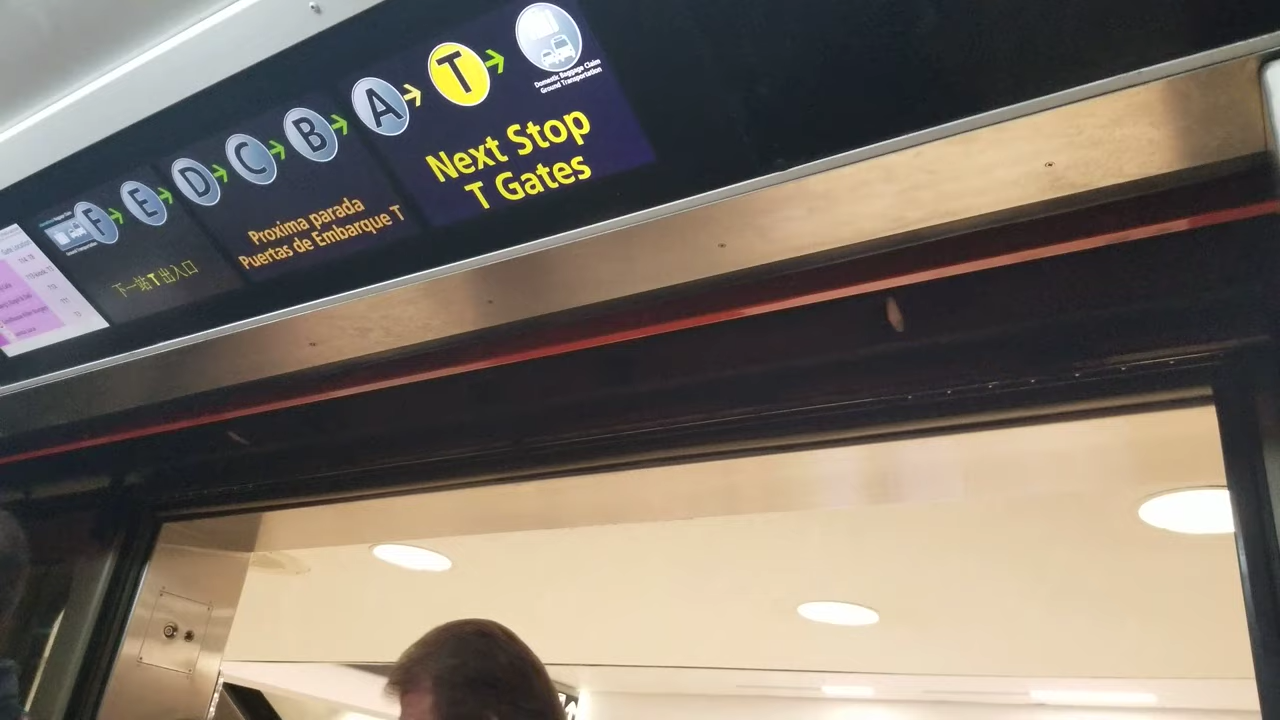 F E D C B A T
Domestic Baggage Claim
Ground Transportation
Next Stop
T Gates
Proxima parada
Puertas de Embarque T
下一站T出入口